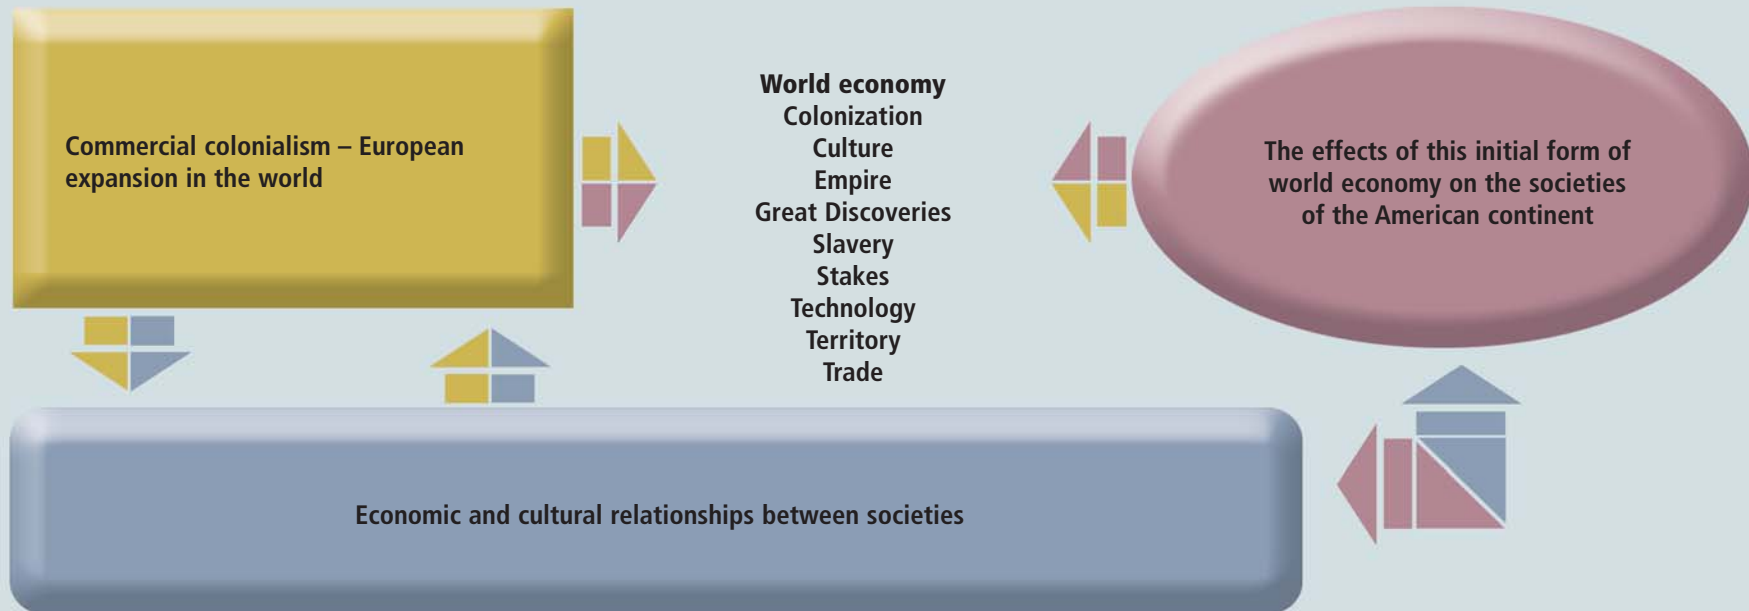 Commercial colonialism – European
expansion in the world
World economy
Colonization
Culture
Empire
Great Discoveries
Slavery
Stakes
Technology
Territory
Trade
The effects of this initial form of
world economy on the societies
of the American continent
Economic and cultural relationships between societies